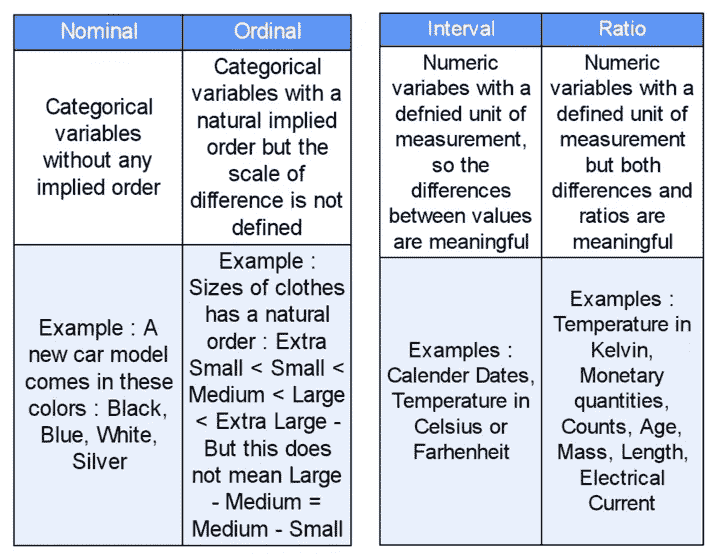 Nominal
Ordinal
Categorical
variables
without any
implied order
Categorical
variables with a
natural implied
order but the
scale of
difference is not
defined
Example : A
new car model
comes in these
colors : Black,
Blue, White,
Silver
Example :
Sizes of clothes
has a natural
order : Extra
Small < Small <
Medium < Large
< Extra Large -
But this does
not mean Large
- Medium =
Medium - Small
Interval
Ratio
Numeric
variabes with a
defnied unit of
measurement,
so the
differences
between values
are meaningful
Numeric
variables with a
defined unit of
measurement
but both
differences and
ratios are
meaningful
Examples :
Calender Dates,
Temperature in
Celsius or
Farhenheit
Examples :
Temperature in
Kelvin,
Monetary
quantities,
Counts, Age,
Mass, Length,
Electrical
Current